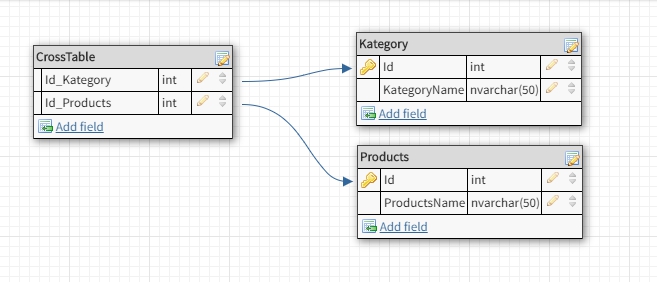 CrossTable
Id_Kategory int
Id_Products int
Add field
Kategory
Id int
KategoryName nvarchar(50)
Add field
Products
Id int
ProductsName nvarchar(50)
Add field